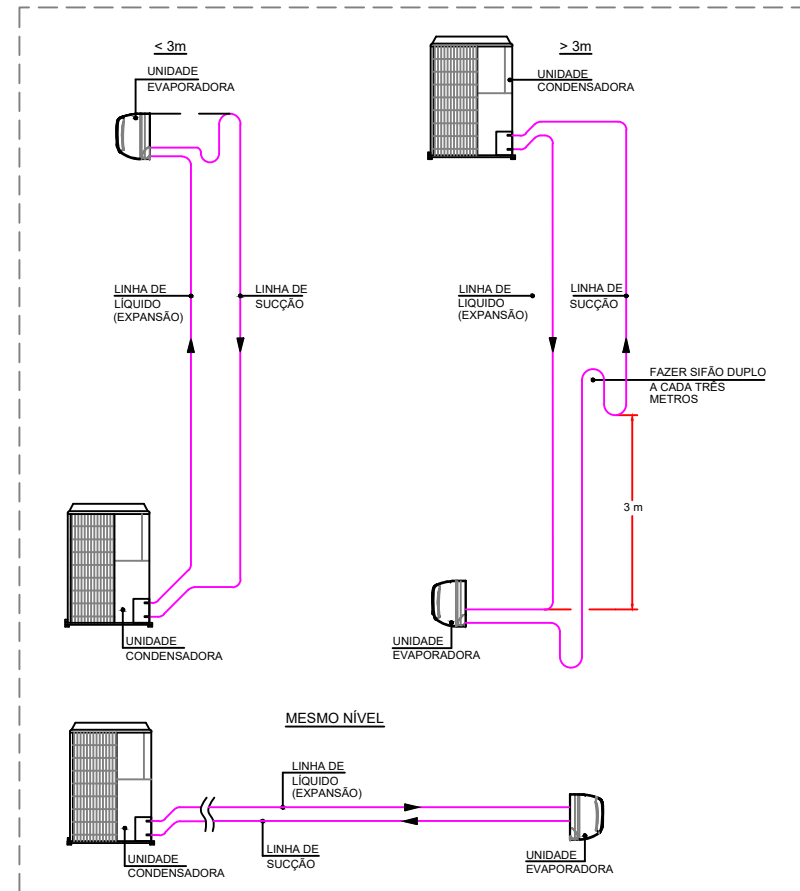 < 3m
UNIDADE
EVAPORADORA
LINHA DE
LÍQUIDO
(EXPANSÃO)
LINHA DE
SUCÇÃO
UNIDADE
CONDENSADORA
> 3m
UNIDADE
CONDENSADORA
LINHA DE
LIQUIDO
(EXPANSÃO)
LINHA DE
SUCÇÃO
FAZER SIFÃO DUPLO
A CADA TRÊS
METROS
3 m
UNIDADE
EVAPORADORA
MESMO NÍVEL
LINHA DE
LÍQUIDO
(EXPANSÃO)
LINHA DE
SUCÇÃO
UNIDADE
CONDENSADORA
UNIDADE
EVAPORADORA